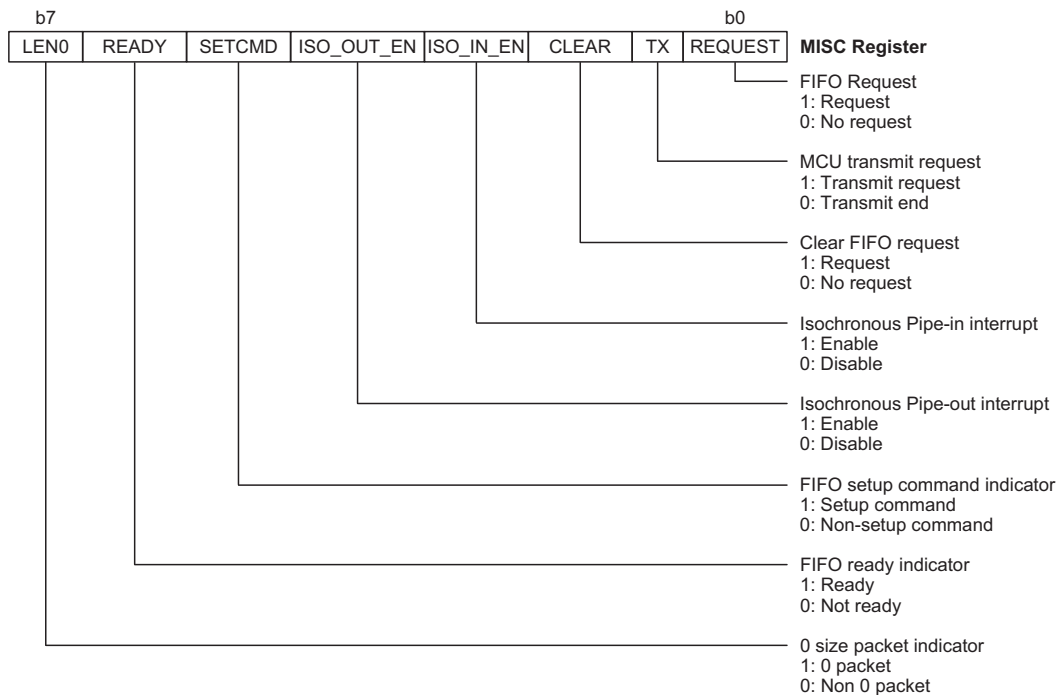 b7 b0
LEN0 READY SETCMD ISO_OUT_EN ISO_IN_EN CLEAR TX REQUEST MISC Register
FIFO Request
1: Request
0: No request
MCU transmit request
1: Transmit request
0: Transmit end
Clear FIFO request
1: Request
0: No request
Isochronous Pipe-in interrupt
1: Enable
0: Disable
Isochronous Pipe-out interrupt
1: Enable
0: Disable
FIFO setup command indicator
1: Setup command
0: Non-setup command
FIFO ready indicator
1: Ready
0: Not ready
0 size packet indicator
1: 0 packet
0: Non 0 packet